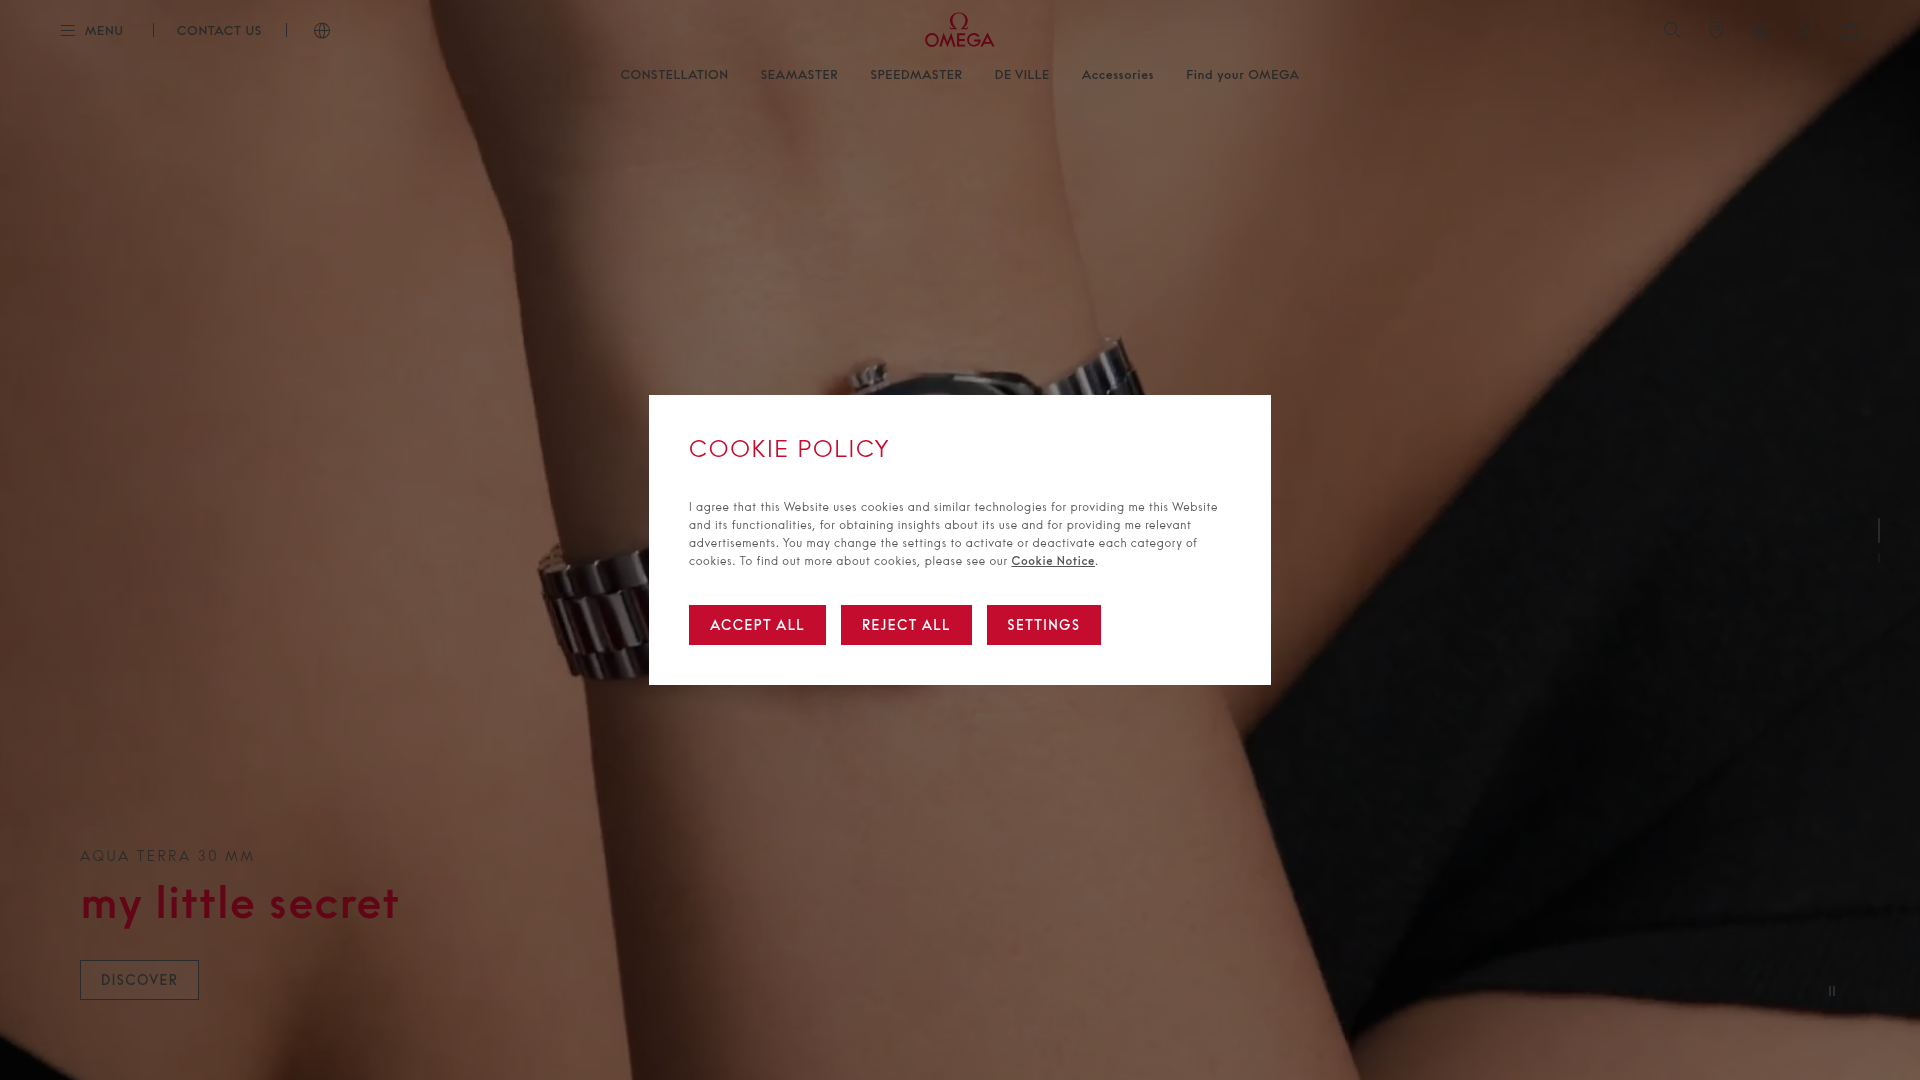 MENU
CONTACT US
OMEGA
CONSTELLATION
SEAMASTER
SPEEDMASTER
DE VILLE
Accessories
Find your OMEGA
COOKIE POLICY
I agree that this Website uses cookies and similar technologies for providing me this Website
and its functionalities, for obtaining insights about its use and for providing me relevant
advertisements. You may change the settings to activate or deactivate each category of
cookies. To find out more about cookies, please see our Cookie Notice.
ACCEPT ALL
REJECT ALL
SETTINGS
AQUA TERRA 30 MM
my little secret
DISCOVER